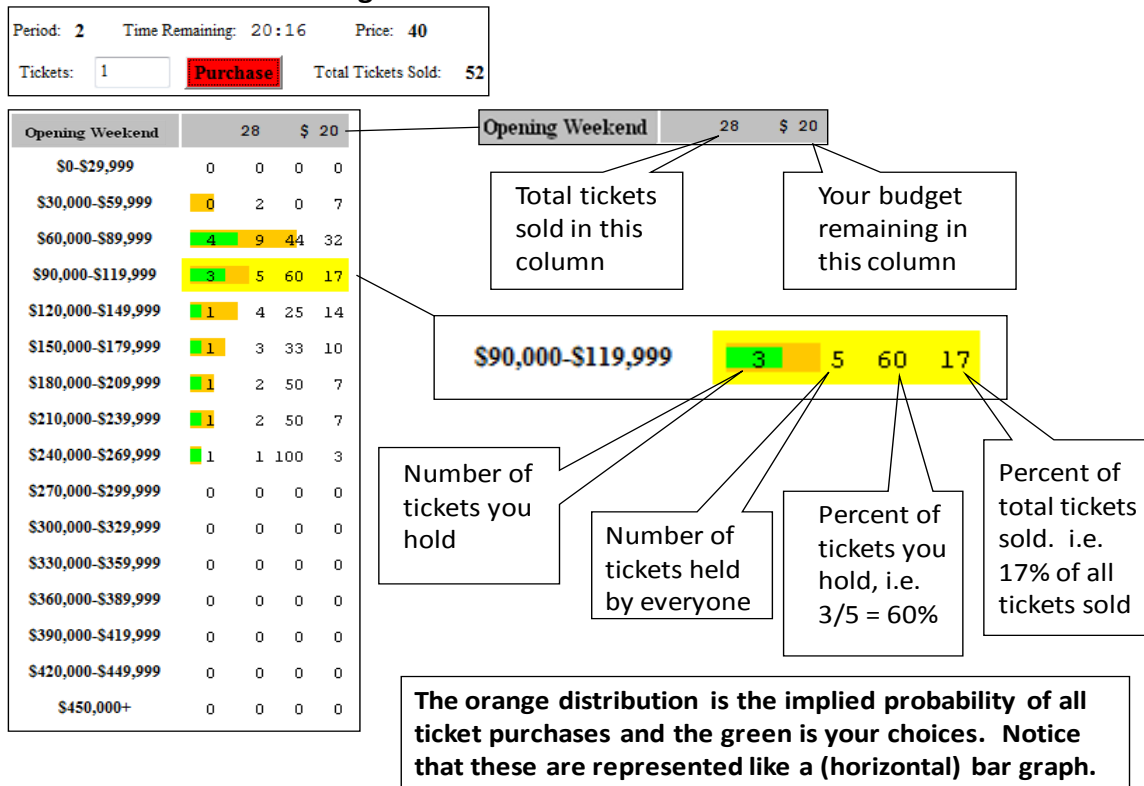 Period: 2 Time Remaining: 20:16 Price: 40
Tickets: 1 Purchase Total Tickets Sold: 52
Opening Weekend 28 $ 20
$0-$29,999 0 0 0 0
$30,000-$59,999 0 2 0 7
$60,000-$89,999 4 9 44 32
$90,000-$119,999 3 5 60 17
$120,000-$149,999 1 4 25 14
$150,000-$179,999 1 3 33 10
$180,000-$209,999 1 2 50 7
$210,000-$239,999 1 2 50 7
$240,000-$269,999 1 1 100 3
$270,000-$299,999 0 0 0 0
$300,000-$329,999 0 0 0 0
$330,000-$359,999 0 0 0 0
$360,000-$389,999 0 0 0 0
$390,000-$419,999 0 0 0 0
$420,000-$449,999 0 0 0 0
$450,000+ 0 0 0 0
Opening Weekend 28 $ 20
Total tickets
sold in this
column
Your budget
remaining in
this column
$90,000-$119,999 3 5 60 17
Number of
tickets you
hold
Number of
tickets held
by everyone
Percent of
tickets you
hold, i.e.
3/5 = 60%
Percent of
total tickets
sold. i.e.
17% of all
tickets sold
The orange distribution is the implied probability of all
ticket purchases and the green is your choices. Notice
that these are represented like a (horizontal) bar graph.